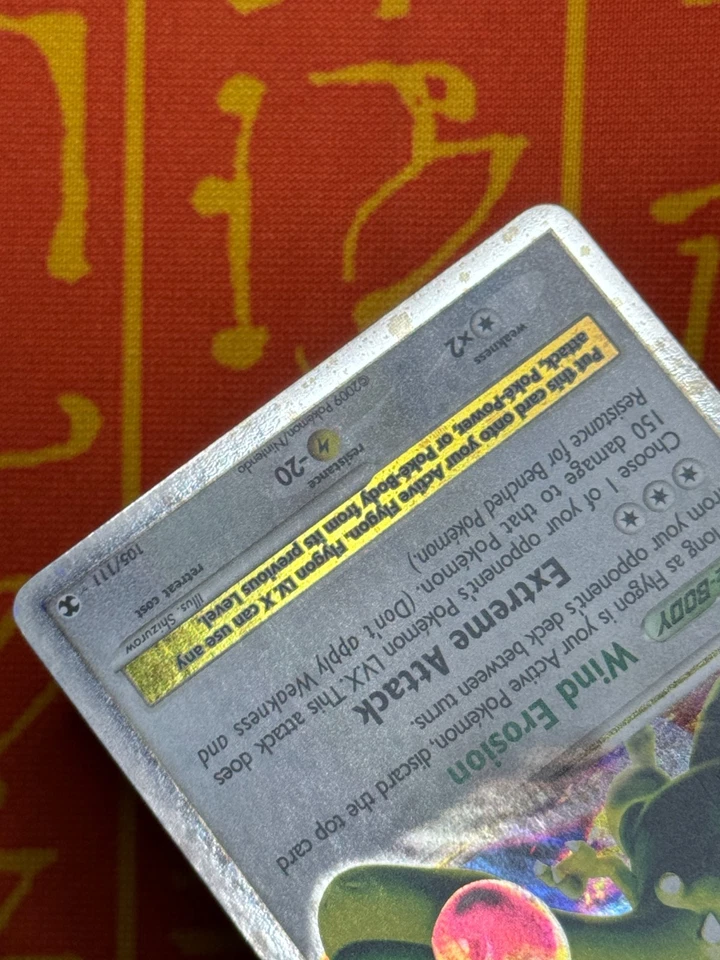 E-BODY Wind Erosion
long as Flygon is your Active Pokémon, discard the top card
from your opponent's deck between turns.
Extreme Attack
Choose 1 of your opponent's Pokémon LV.X. This attack does
150 damage to that Pokémon. (Don't apply Weakness and
Resistance for Benched Pokémon.)
Put this card onto your Active Flygon. Flygon LV.X can use any
attack, Poké-Power, or Poké-Body from its previous Level.
weakness resistance retreat cost
×2 -20 Illus. Shizurow
©2009 Pokémon/Nintendo 105/111